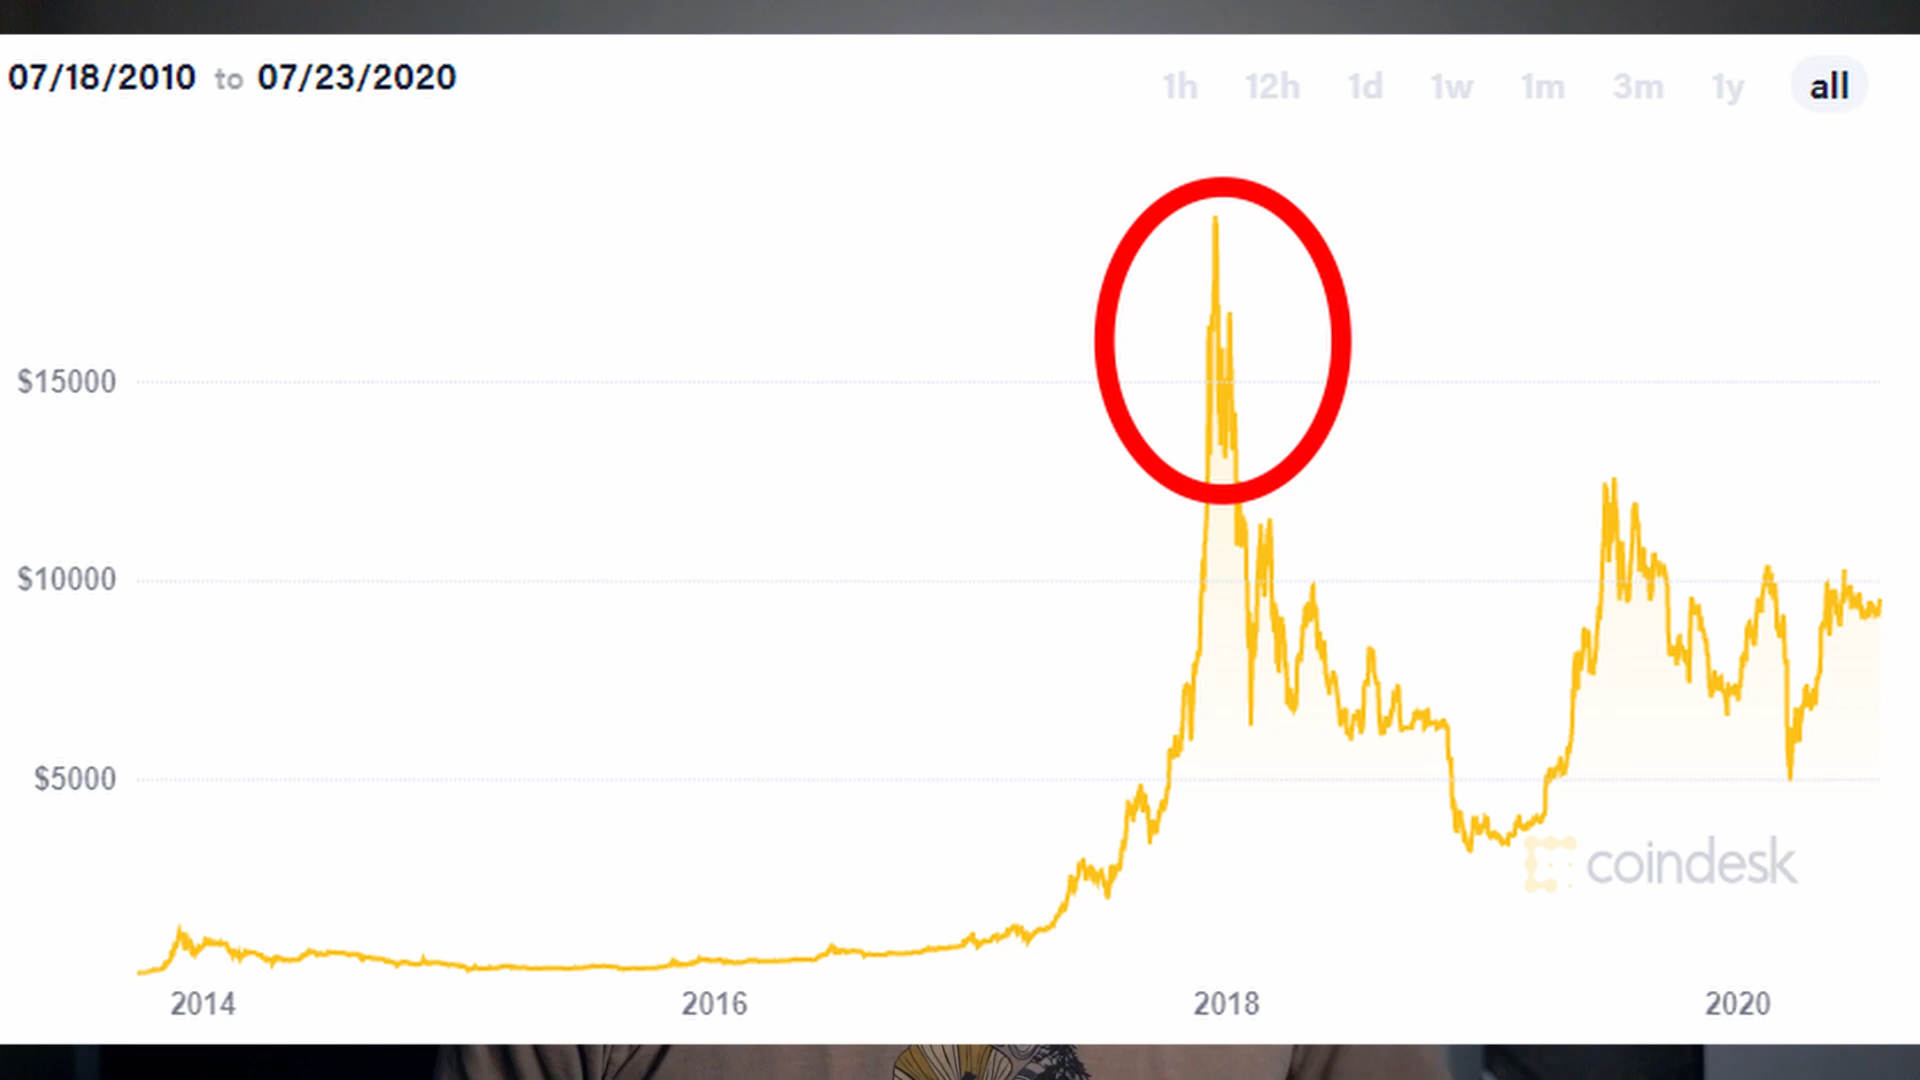 07/18/2010 to 07/23/2020
1h 12h 1d 1w 1m 3m 1y all
$15000
$10000
$5000
coindesk
2014 2016 2018 2020